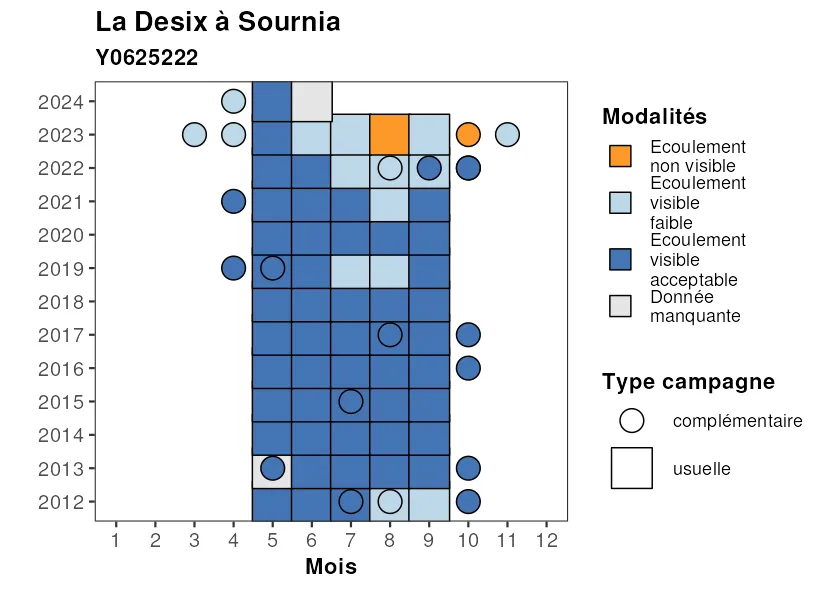 La Desix à Sournia
Y0625222
2024
2023
2022
2021
2020
2019
2018
2017
2016
2015
2014
2013
2012
1 2 3 4 5 6 7 8 9 10 11 12
Mois
Modalités
Ecoulement
non visible
Ecoulement
visible
faible
Ecoulement
visible
acceptable
Donnée
manquante
Type campagne
complémentaire
usuelle